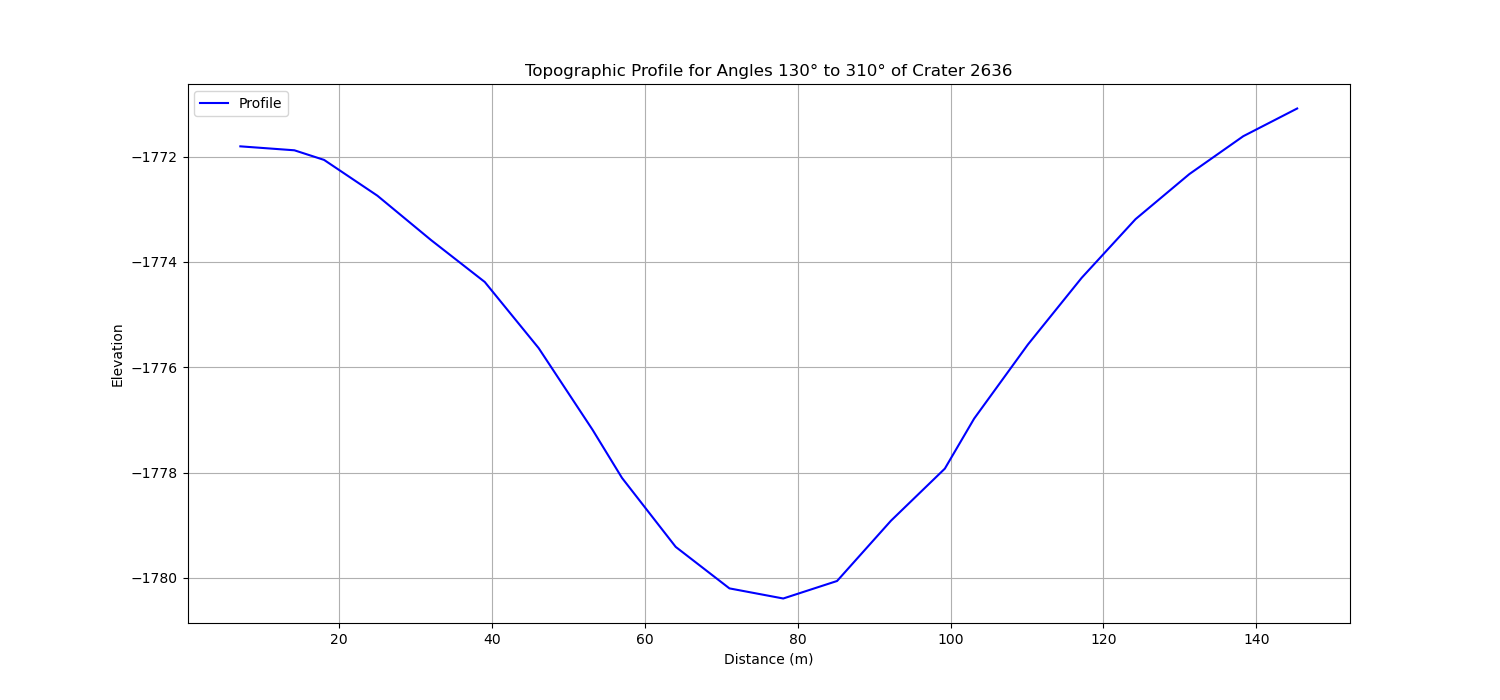 Topographic Profile for Angles 130° to 310° of Crater 2636
Profile
−1772
−1774
−1776
−1778
−1780
Elevation
20 40 60 80 100 120 140
Distance (m)